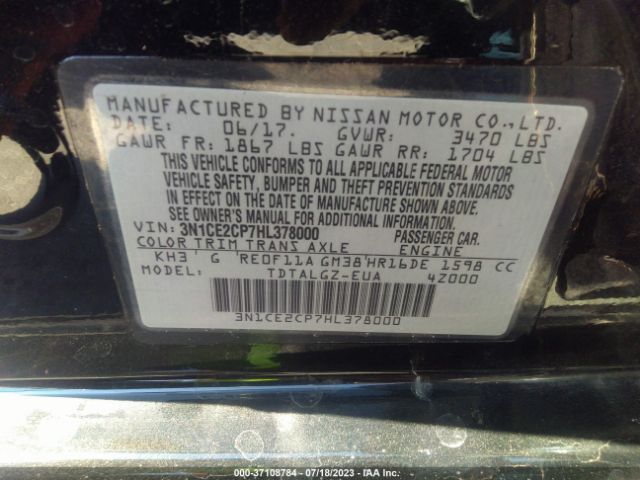 MANUFACTURED BY NISSAN MOTOR CO.,LTD.
DATE: 06/17. GVWR: 3470 LBS
GAWR FR: 1867 LBS GAWR RR: 1704 LBS
THIS VEHICLE CONFORMS TO ALL APPLICABLE FEDERAL MOTOR
VEHICLE SAFETY, BUMPER AND THEFT PREVENTION STANDARDS
IN EFFECT ON THE DATE OF MANUFACTURE SHOWN ABOVE.
SEE OWNER'S MANUAL FOR ADDITIONAL INFORMATION.
VIN: 3N1CE2CP7HL378000 PASSENGER CAR.
COLOR TRIM TRANS AXLE ENGINE
KH3 G RE0F11A GM38 HR16DE 1598 CC
MODEL: TDTALGZ-EUA 4Z000
3N1CE2CP7HL378000
000-37108784 / 07/18/2023 - IAA Inc.